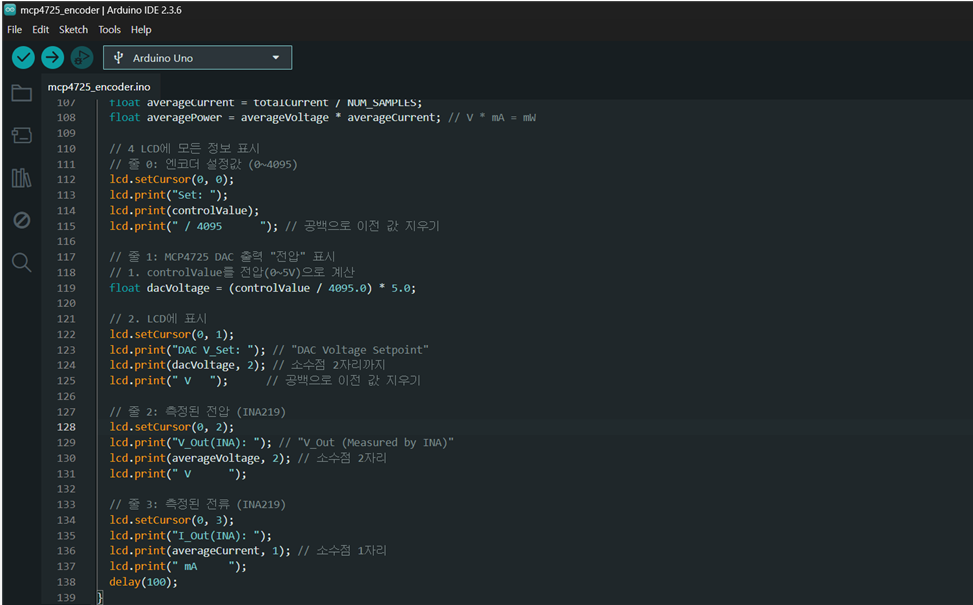 mcp4725_encoder | Arduino IDE 2.3.6
File Edit Sketch Tools Help
Arduino Uno
mcp4725_encoder.ino
107 float averageCurrent = totalCurrent / NUM_SAMPLES;
108 float averagePower = averageVoltage * averageCurrent; // V * mA = mW
109
110 // 4 LCD에 모든 정보 표시
111 // 줄 0: 엔코더 설정값 (0~4095)
112 lcd.setCursor(0, 0);
113 lcd.print("Set: ");
114 lcd.print(controlValue);
115 lcd.print(" / 4095      "); // 공백으로 이전 값 지우기
116
117 // 줄 1: MCP4725 DAC 출력 "전압" 표시
118 // 1. controlValue를 전압(0~5V)으로 계산
119 float dacVoltage = (controlValue / 4095.0) * 5.0;
120
121 // 2. LCD에 표시
122 lcd.setCursor(0, 1);
123 lcd.print("DAC V_Set: "); // "DAC Voltage Setpoint"
124 lcd.print(dacVoltage, 2); // 소수점 2자리까지
125 lcd.print(" V   ");      // 공백으로 이전 값 지우기
126
127 // 줄 2: 측정된 전압 (INA219)
128 lcd.setCursor(0, 2);
129 lcd.print("V_Out(INA): "); // "V_Out (Measured by INA)"
130 lcd.print(averageVoltage, 2); // 소수점 2자리
131 lcd.print(" V      ");
132
133 // 줄 3: 측정된 전류 (INA219)
134 lcd.setCursor(0, 3);
135 lcd.print("I_Out(INA): ");
136 lcd.print(averageCurrent, 1); // 소수점 1자리
137 lcd.print(" mA     ");
138 delay(100);
139 }